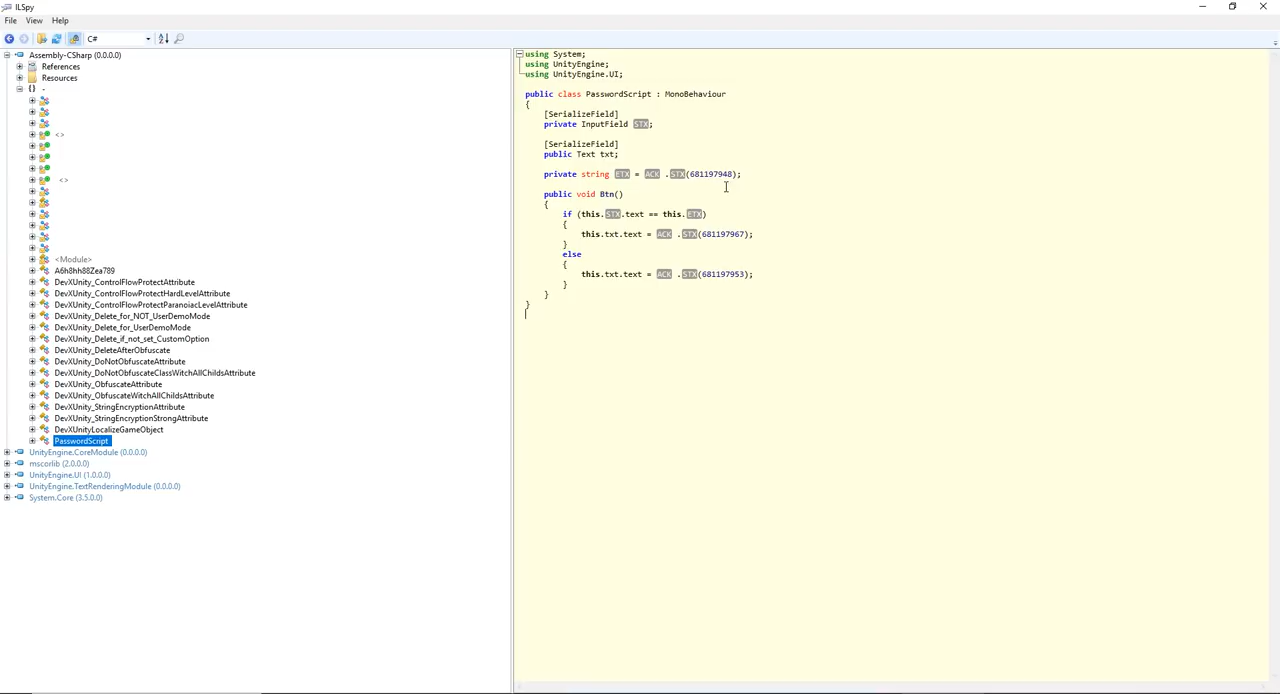 ILSpy
File View Help
C#
Assembly-CSharp (0.0.0.0)
References
Resources
{} -
<>
<>
<Module>
A6h8hh88Zea789
DevXUnity_ControlFlowProtectAttribute
DevXUnity_ControlFlowProtectHardLevelAttribute
DevXUnity_ControlFlowProtectParanoiacLevelAttribute
DevXUnity_Delete_for_NOT_UserDemoMode
DevXUnity_Delete_for_UserDemoMode
DevXUnity_Delete_if_not_set_CustomOption
DevXUnity_DeleteAfterObfuscate
DevXUnity_DoNotObfuscateAttribute
DevXUnity_DoNotObfuscateClassWitchAllChildsAttribute
DevXUnity_ObfuscateAttribute
DevXUnity_ObfuscateWitchAllChildsAttribute
DevXUnity_StringEncryptionAttribute
DevXUnity_StringEncryptionStrongAttribute
DevXUnityLocalizeGameObject
PasswordScript
UnityEngine.CoreModule (0.0.0.0)
mscorlib (2.0.0.0)
UnityEngine.UI (1.0.0.0)
UnityEngine.TextRenderingModule (0.0.0.0)
System.Core (3.5.0.0)
using System;
using UnityEngine;
using UnityEngine.UI;
public class PasswordScript : MonoBehaviour
{
[SerializeField]
private InputField STX;
[SerializeField]
public Text txt;
private string ETX = ACK .STX(681197948);
public void Btn()
{
if (this.STX.text == this.ETX)
{
this.txt.text = ACK .STX(681197967);
}
else
{
this.txt.text = ACK .STX(681197953);
}
}
}